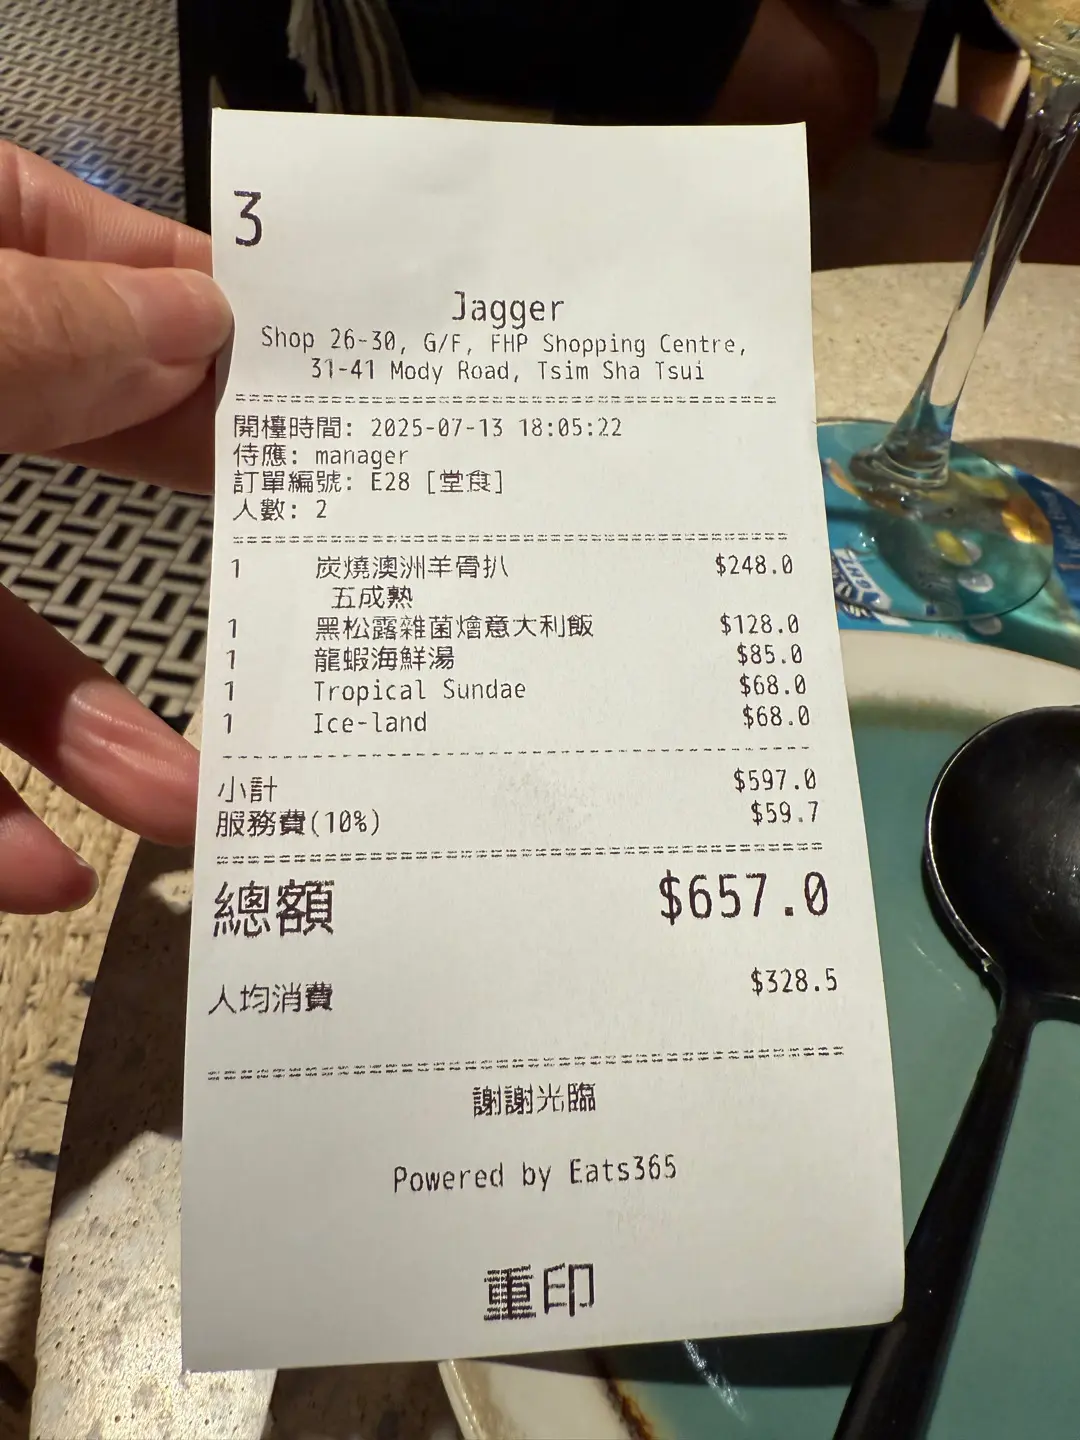 3
Jagger
Shop 26-30, G/F, FHP Shopping Centre,
31-41 Mody Road, Tsim Sha Tsui
開檯時間: 2025-07-13 18:05:22
侍應: manager
訂單編號: E28 [堂食]
人數: 2
1 炭燒澳洲羊骨扒 $248.0
五成熟
1 黑松露雜菌燴意大利飯 $128.0
1 龍蝦海鮮湯 $85.0
1 Tropical Sundae $68.0
1 Ice-land $68.0
小計 $597.0
服務費(10%) $59.7
總額 $657.0
人均消費 $328.5
謝謝光臨
Powered by Eats365
重印